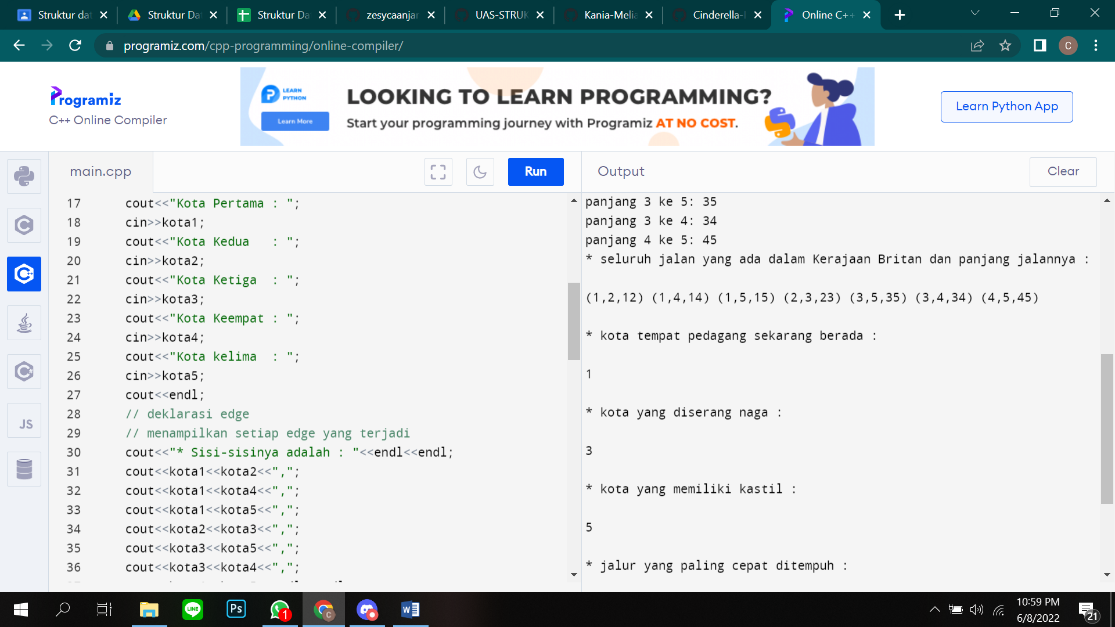 Struktur dat
Struktur Da
Struktur Da
zesycaanjar
UAS-STRUK
Kania-Melia
Cinderella-
Online C++
programiz.com/cpp-programming/online-compiler/
C
Programiz
C++ Online Compiler
LEARN
PYTHON
Learn More
LOOKING TO LEARN PROGRAMMING?
Start your programming journey with Programiz AT NO COST.
Learn Python App
main.cpp
Run
Output
Clear
JS
17 cout<<"Kota Pertama : ";
18 cin>>kota1;
19 cout<<"Kota Kedua   : ";
20 cin>>kota2;
21 cout<<"Kota Ketiga  : ";
22 cin>>kota3;
23 cout<<"Kota Keempat : ";
24 cin>>kota4;
25 cout<<"Kota kelima  : ";
26 cin>>kota5;
27 cout<<endl;
28 // deklarasi edge
29 // menampilkan setiap edge yang terjadi
30 cout<<"* Sisi-sisinya adalah : "<<endl<<endl;
31 cout<<kota1<<kota2<<",";
32 cout<<kota1<<kota4<<",";
33 cout<<kota1<<kota5<<",";
34 cout<<kota2<<kota3<<",";
35 cout<<kota3<<kota5<<",";
36 cout<<kota3<<kota4<<",";
panjang 3 ke 5: 35
panjang 3 ke 4: 34
panjang 4 ke 5: 45
* seluruh jalan yang ada dalam Kerajaan Britan dan panjang jalannya :
(1,2,12) (1,4,14) (1,5,15) (2,3,23) (3,5,35) (3,4,34) (4,5,45)
* kota tempat pedagang sekarang berada :
1
* kota yang diserang naga :
3
* kota yang memiliki kastil :
5
* jalur yang paling cepat ditempuh :
LINE
Ps
1
10:59 PM
6/8/2022
21